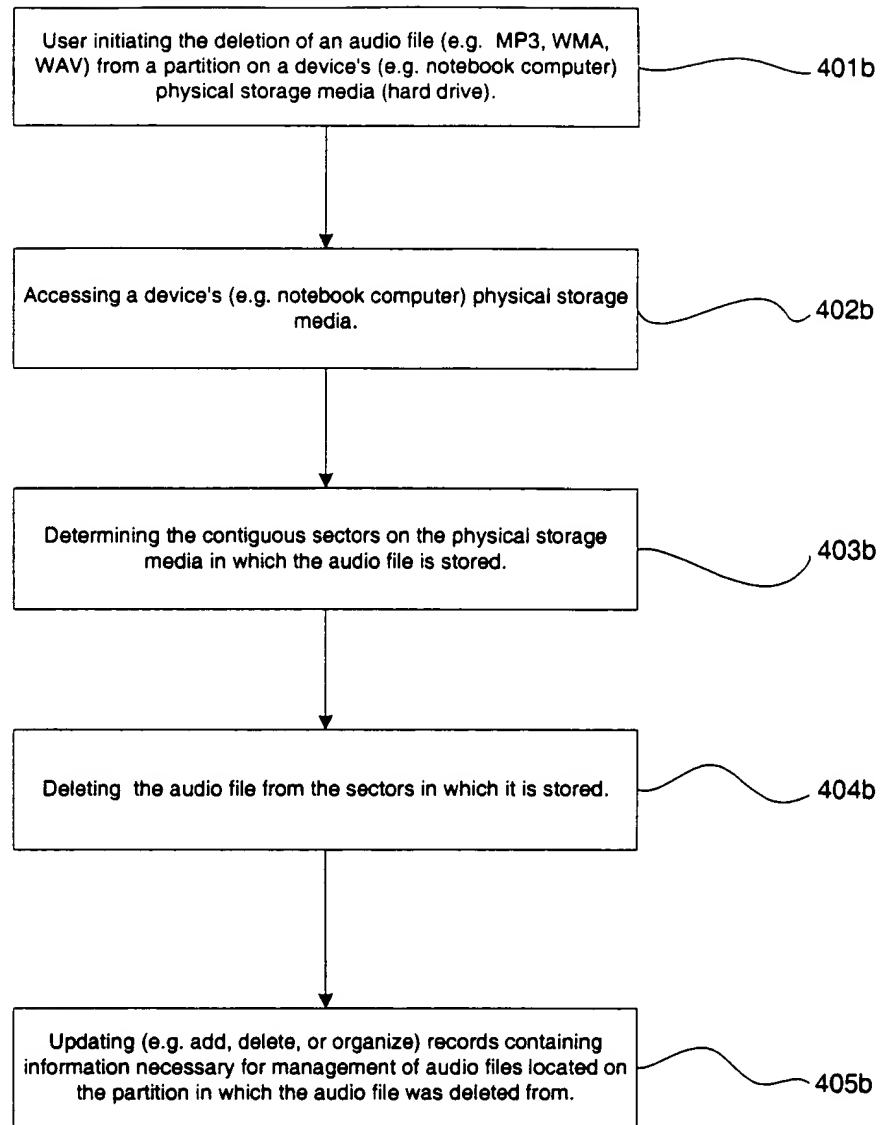 User initiating the deletion of an audio file (e.g. MP3, WMA,
WAV) from a partition on a device's (e.g. notebook computer)
physical storage media (hard drive).
401b
Accessing a device's (e.g. notebook computer) physical storage
media.
402b
Determining the contiguous sectors on the physical storage
media in which the audio file is stored.
403b
Deleting the audio file from the sectors in which it is stored.
404b
Updating (e.g. add, delete, or organize) records containing
information necessary for management of audio files located on
the partition in which the audio file was deleted from.
405b